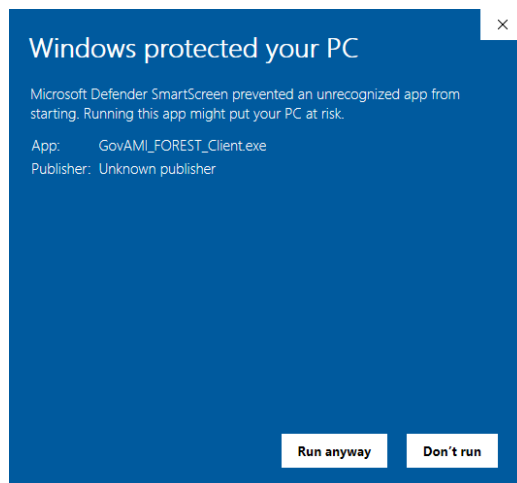 Windows protected your PC
Microsoft Defender SmartScreen prevented an unrecognized app from
starting. Running this app might put your PC at risk.
App: GovAMI_FOREST_Client.exe
Publisher: Unknown publisher
Run anyway Don't run